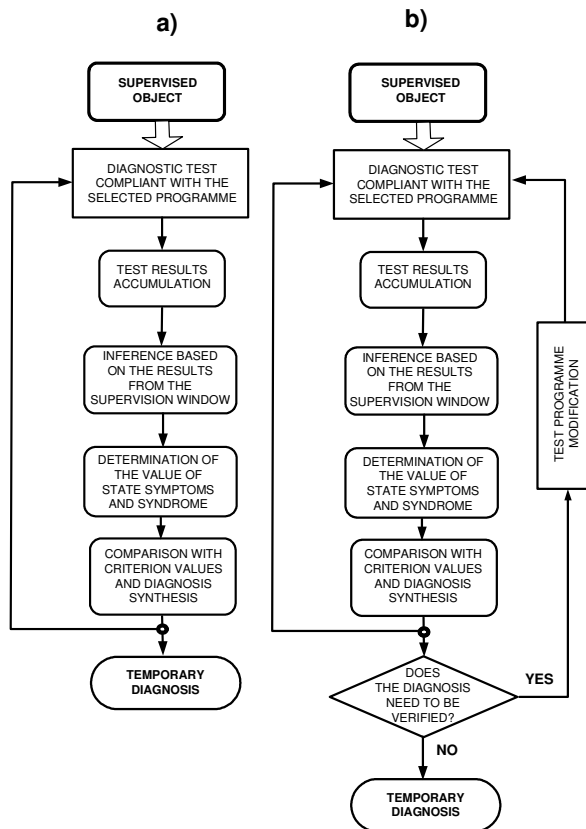 a)
SUPERVISED
OBJECT
DIAGNOSTIC TEST
COMPLIANT WITH THE
SELECTED PROGRAMME
TEST RESULTS
ACCUMULATION
INFERENCE BASED
ON THE RESULTS
FROM THE
SUPERVISION WINDOW
DETERMINATION OF
THE VALUE OF
STATE SYMPTOMS
AND SYNDROME
COMPARISON WITH
CRITERION VALUES
AND DIAGNOSIS
SYNTHESIS
TEMPORARY
DIAGNOSIS
b)
SUPERVISED
OBJECT
DIAGNOSTIC TEST
COMPLIANT WITH THE
SELECTED PROGRAMME
TEST RESULTS
ACCUMULATION
INFERENCE BASED
ON THE RESULTS
FROM THE
SUPERVISION WINDOW
DETERMINATION OF
THE VALUE OF
STATE SYMPTOMS
AND SYNDROME
COMPARISON WITH
CRITERION VALUES
AND DIAGNOSIS
SYNTHESIS
DOES
THE DIAGNOSIS
NEED TO BE
VERIFIED?
YES
TEST PROGRAMME
MODIFICATION
NO
TEMPORARY
DIAGNOSIS